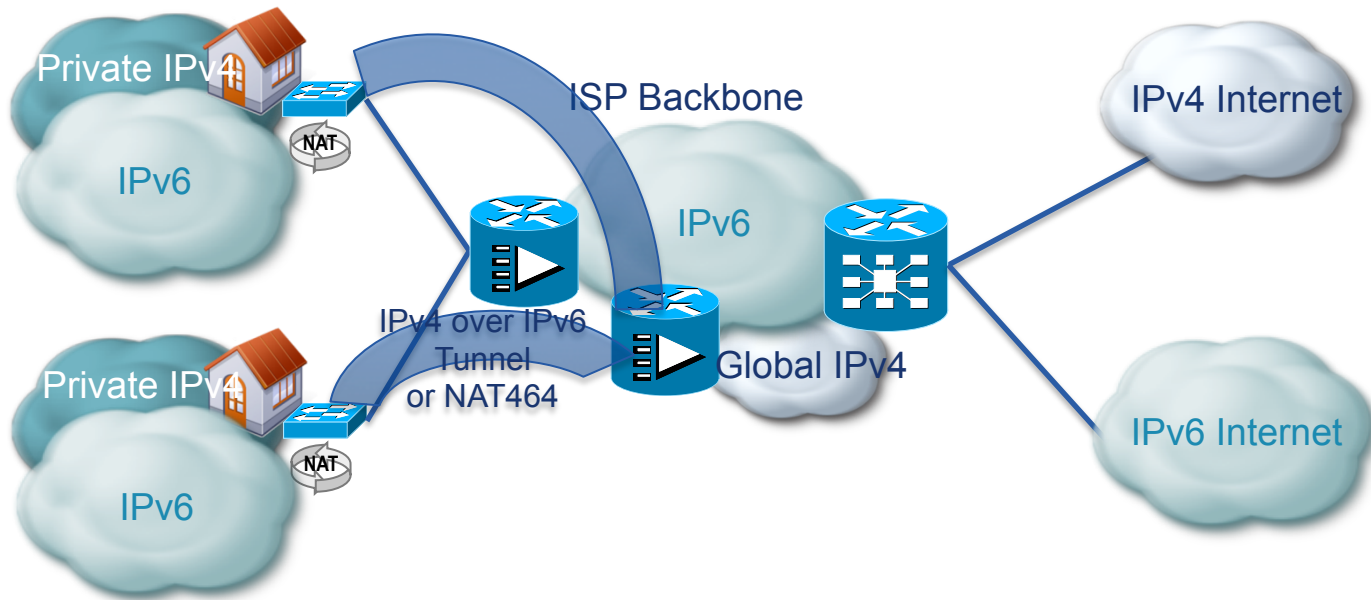 Private IPv4
NAT
IPv6
ISP Backbone
IPv6
IPv4 Internet
IPv4 over IPv6
Tunnel
or NAT464
Global IPv4
Private IPv4
NAT
IPv6
IPv6 Internet